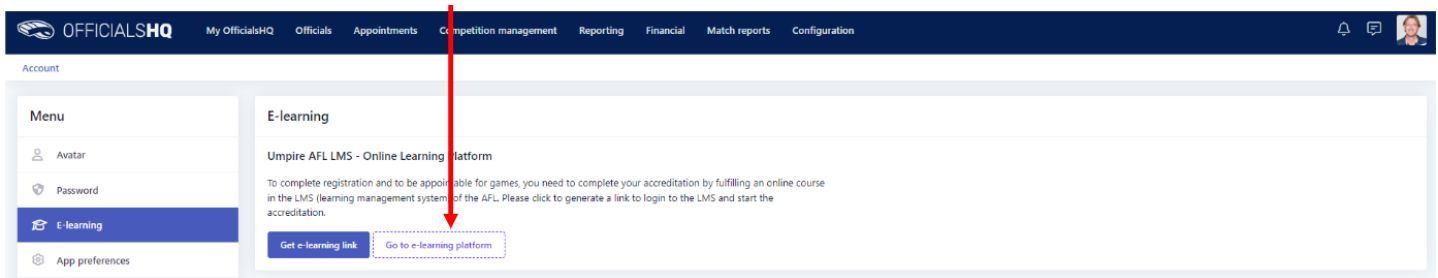 OFFICIALSHQ My OfficialsHQ Officials Appointments Competition management Reporting Financial Match reports Configuration
Account
Menu
Avatar
Password
E-learning
App preferences
E-learning
Umpire AFL LMS - Online Learning Platform
To complete registration and to be appointable for games, you need to complete your accreditation by fulfilling an online course
in the LMS (learning management system) of the AFL. Please click to generate a link to login to the LMS and start the
accreditation.
Get e-learning link Go to e-learning platform